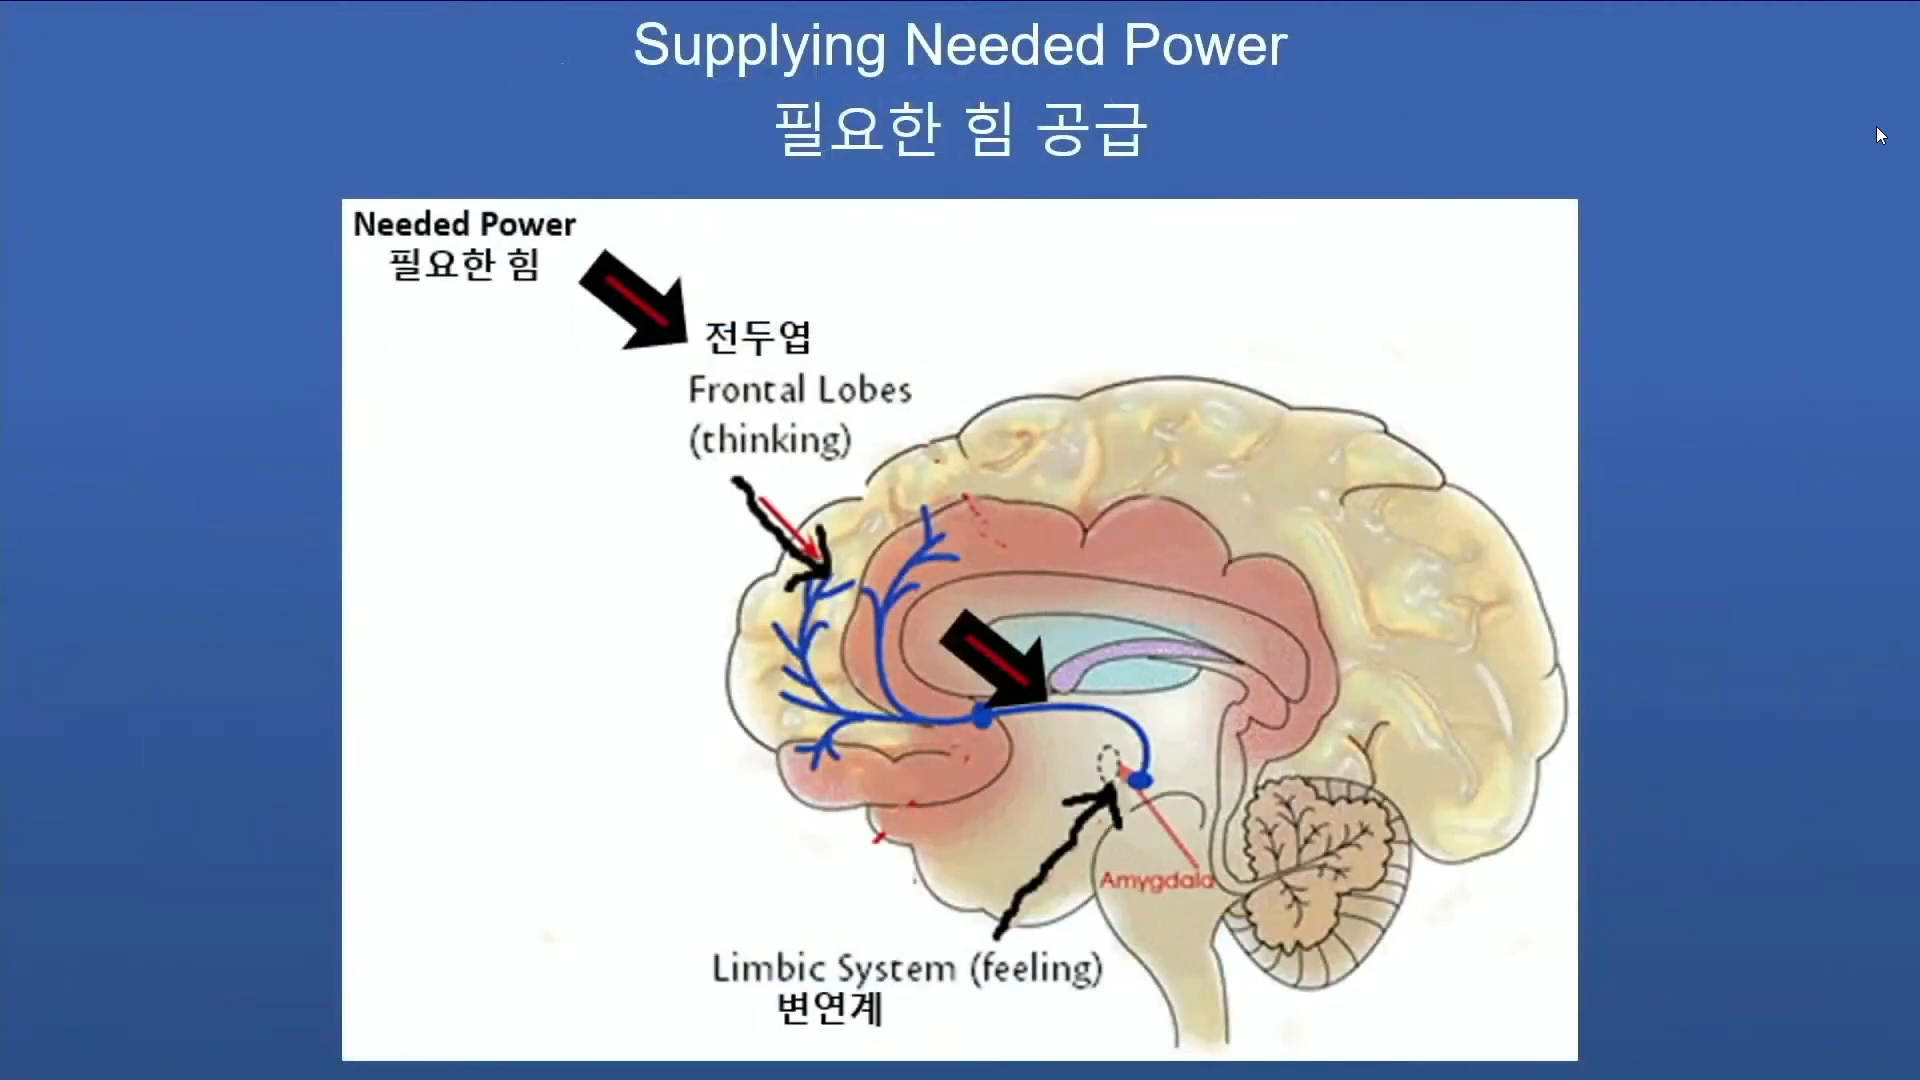 Supplying Needed Power
필요한 힘 공급
Needed Power
필요한 힘
전두엽
Frontal Lobes
(thinking)
Amygdala
Limbic System (feeling)
변연계